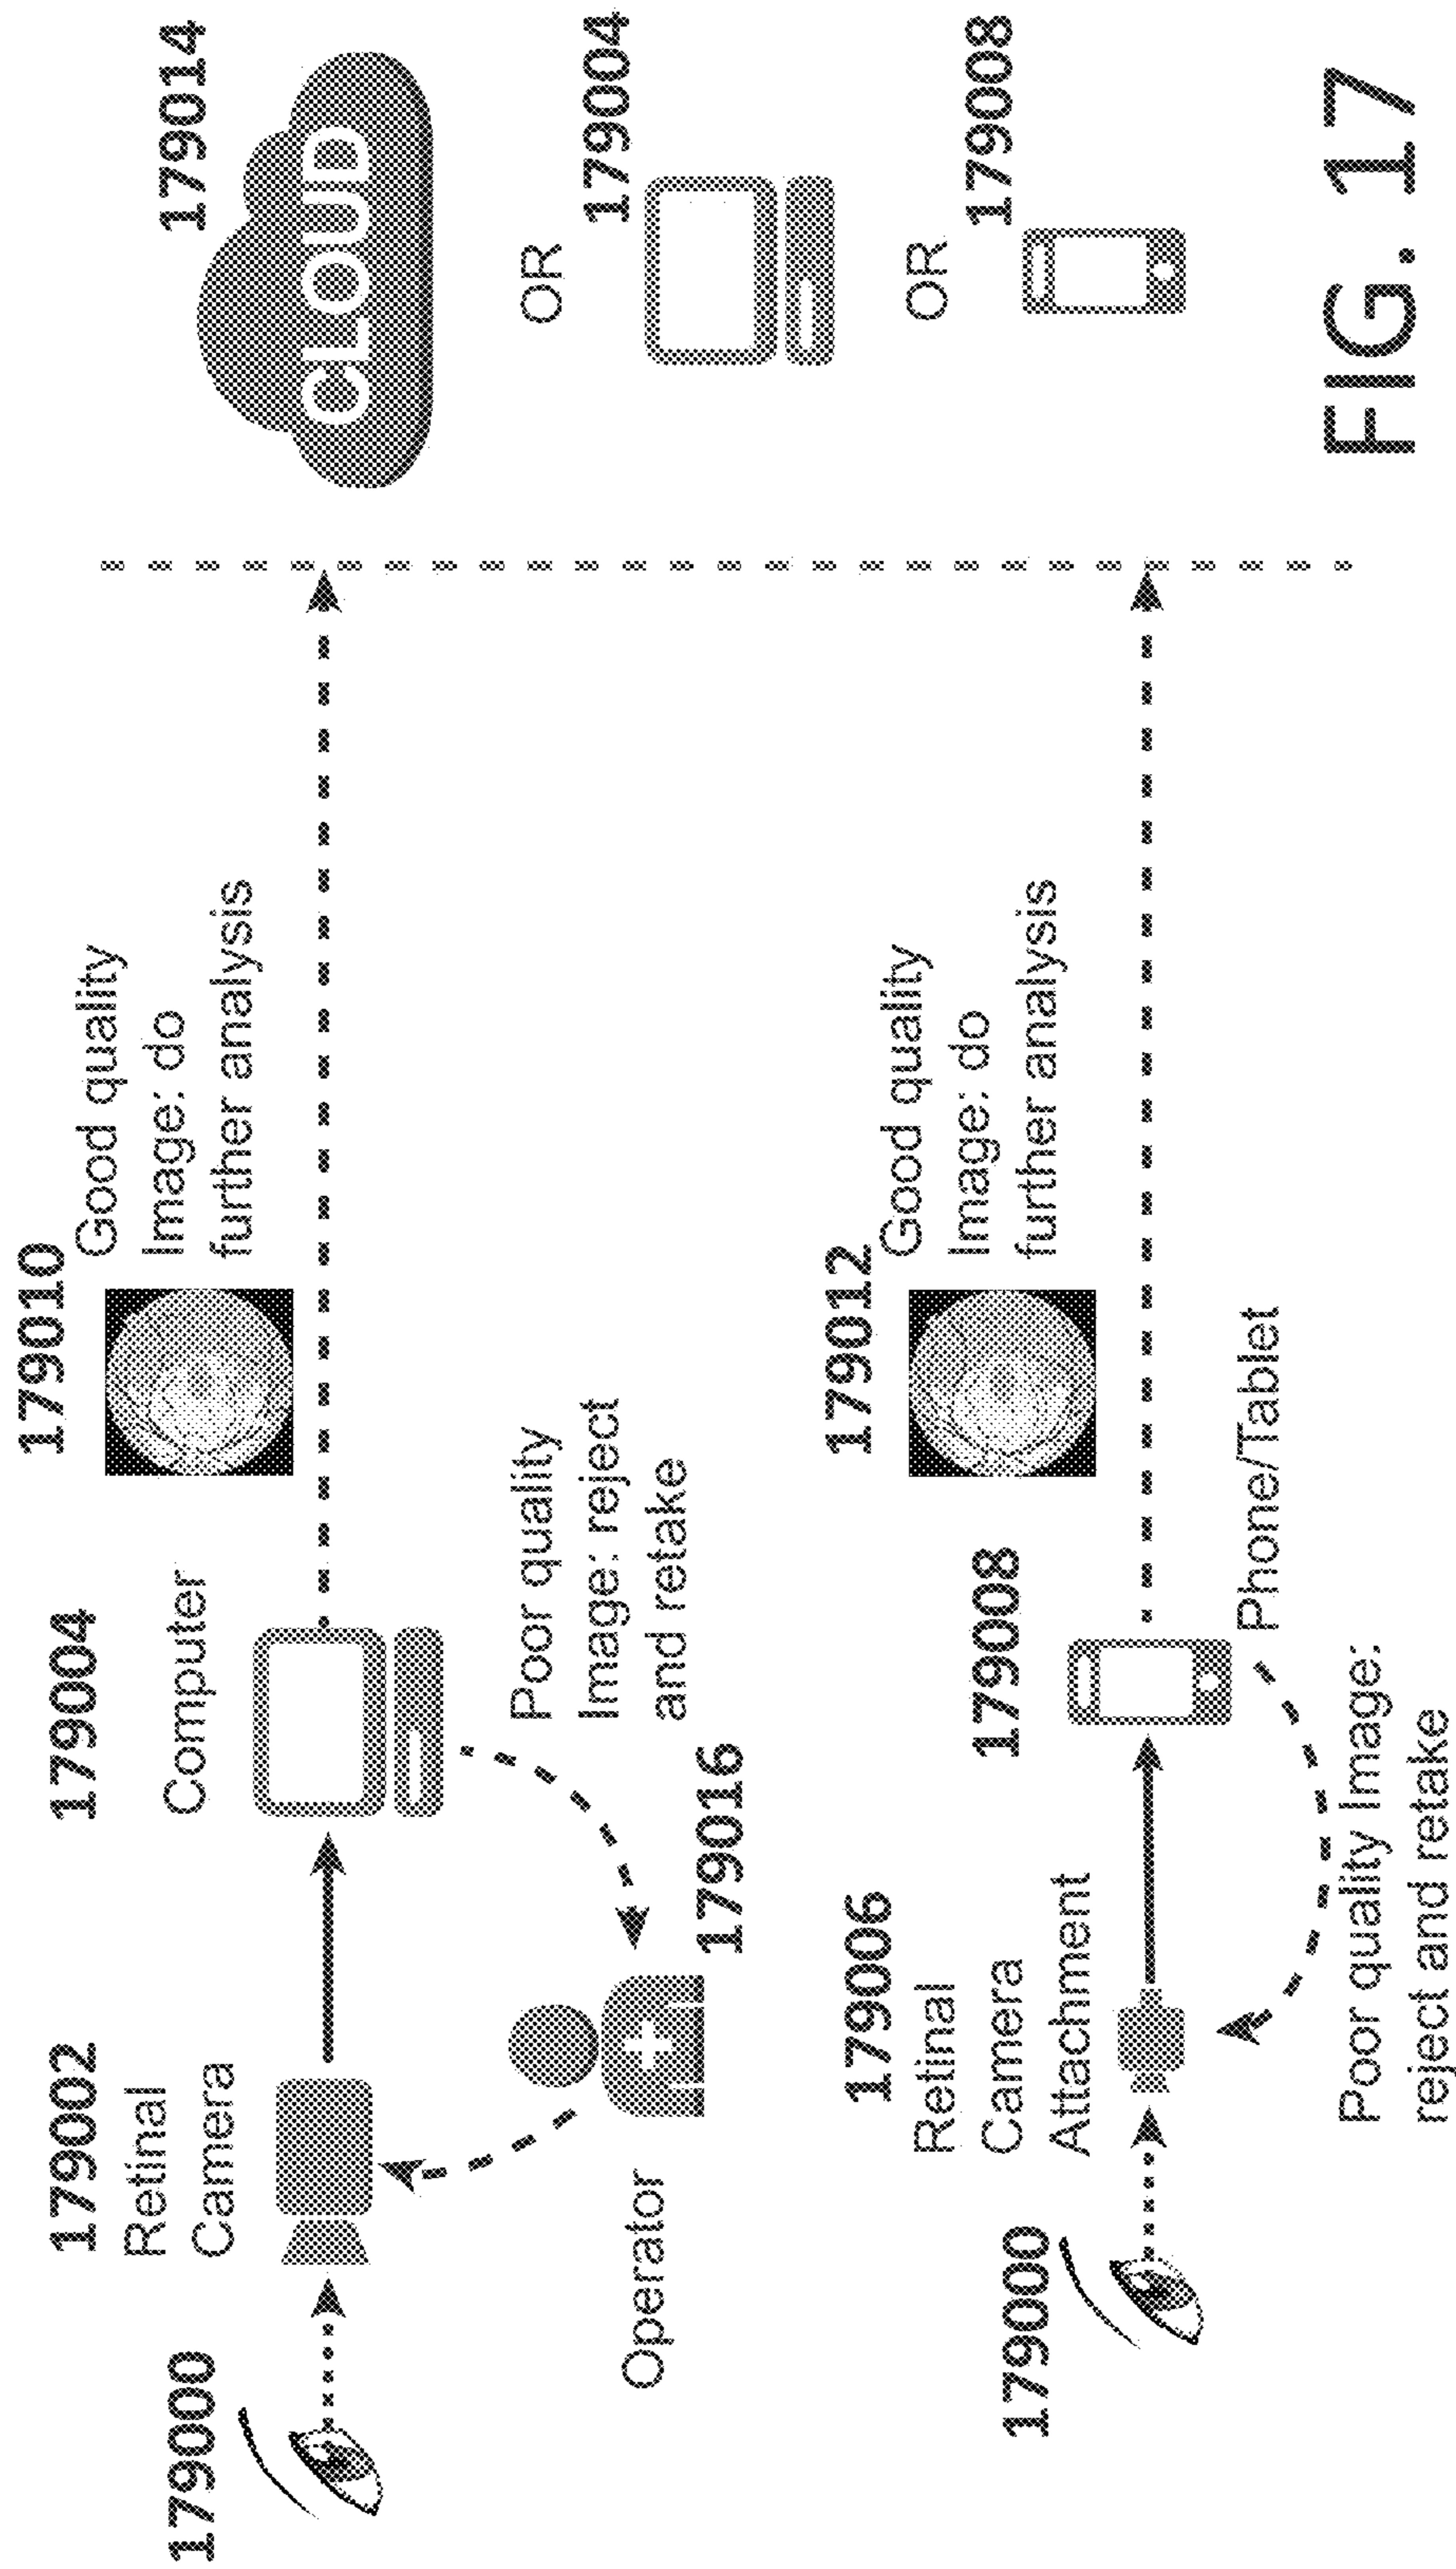 179000
179002
Retinal
Camera
179004
Computer
179010
Good quality
Image: do
further analysis
Poor quality
Image: reject
and retake
Operator
179016
179000
179006
Retinal
Camera
Attachment
179008
Phone/Tablet
179012
Good quality
Image: do
further analysis
Poor quality Image:
reject and retake
179014
CLOUD
OR
179004
OR
179008
FIG. 17